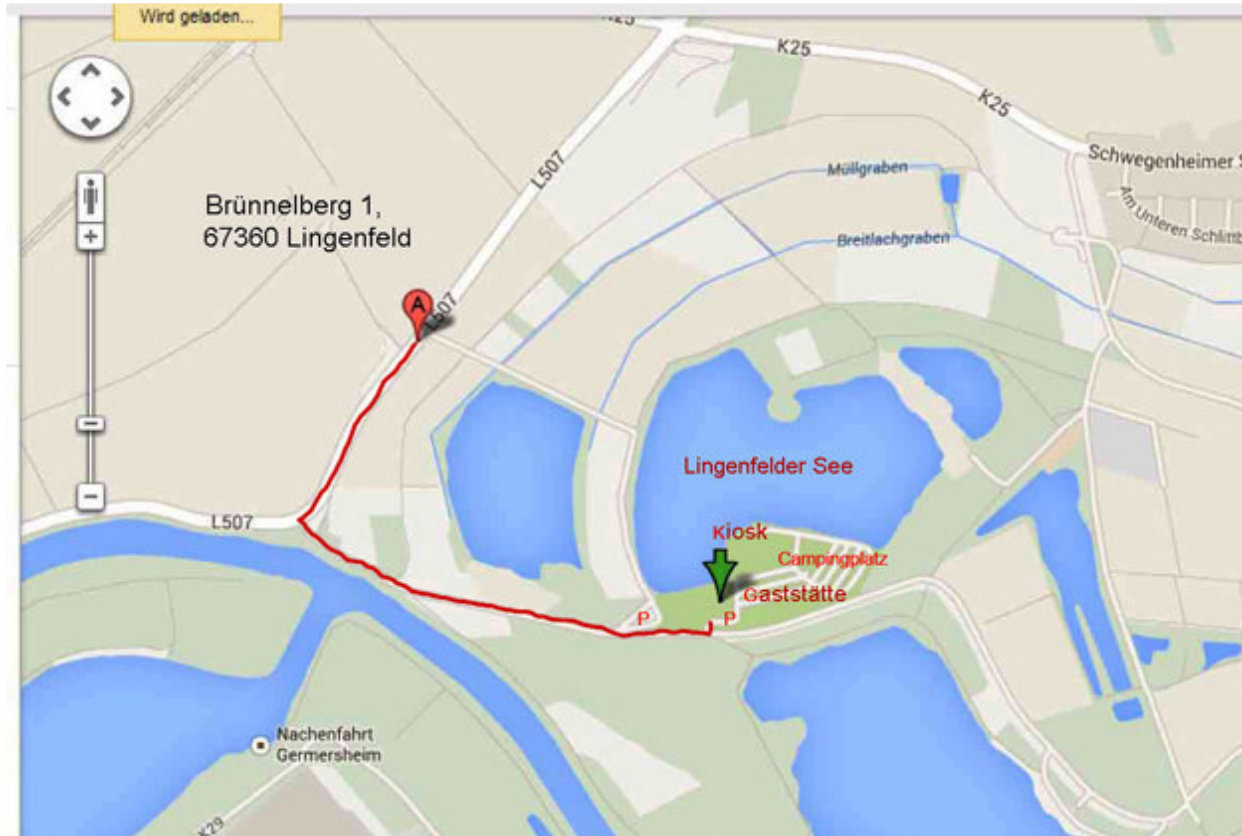 Wird geladen...
K25
K25
K25
Schwegenheimer S
Am Unteren Schlittb
L507
Müllgraben
Breitlachgraben
Brünnelberg 1,
67360 Lingenfeld
A
L507
Lingenfelder See
L507
Kiosk
Campingplatz
Gaststätte
P
P
Nachenfahrt
Germersheim
K29